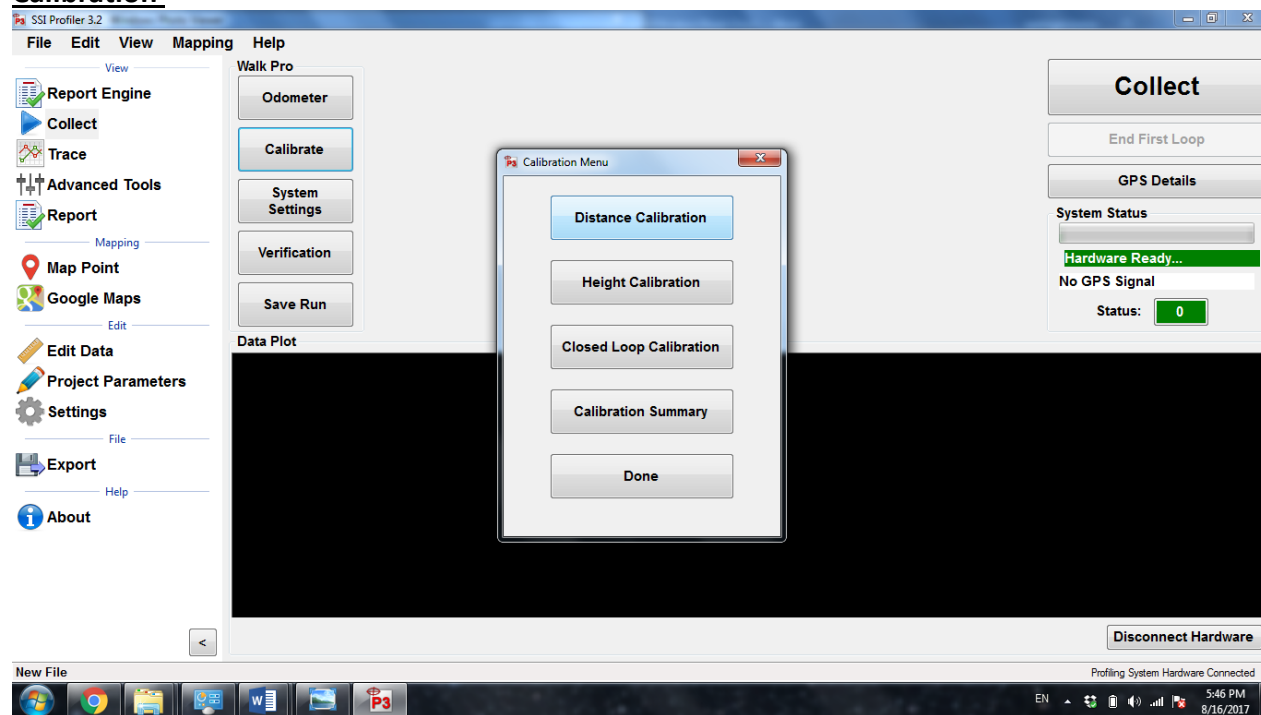 Calibration
SSI Profiler 3.2
File Edit View Mapping Help
View
Report Engine
Collect
Trace
Advanced Tools
Report
Mapping
Map Point
Google Maps
Edit
Edit Data
Project Parameters
Settings
File
Export
Help
About
<
Walk Pro
Odometer
Calibrate
System
Settings
Verification
Save Run
Data Plot
Calibration Menu
Distance Calibration
Height Calibration
Closed Loop Calibration
Calibration Summary
Done
Collect
End First Loop
GPS Details
System Status
Hardware Ready...
No GPS Signal
Status: 0
Disconnect Hardware
New File
Profiling System Hardware Connected
P3
EN
5:46 PM
8/16/2017